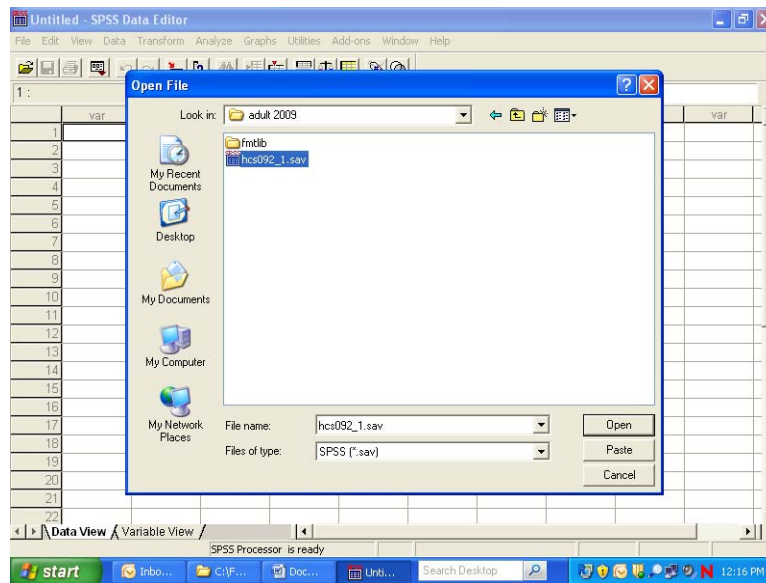 Untitled - SPSS Data Editor
File Edit View Data Transform Analyze Graphs Utilities Add-ons Window Help
1 :
var
var
Open File
Look in: adult 2009
fmtlib
hcs092_1.sav
My Recent
Documents
Desktop
My Documents
My Computer
My Network
Places
File name: hcs092_1.sav Open
Files of type: SPSS (*.sav) Paste
Cancel
1
2
3
4
5
6
7
8
9
10
11
12
13
14
15
16
17
18
19
20
21
22
Data View Variable View
SPSS Processor is ready
start Inbo... C:\F... Doc... Unti... Search Desktop N 12:16 PM